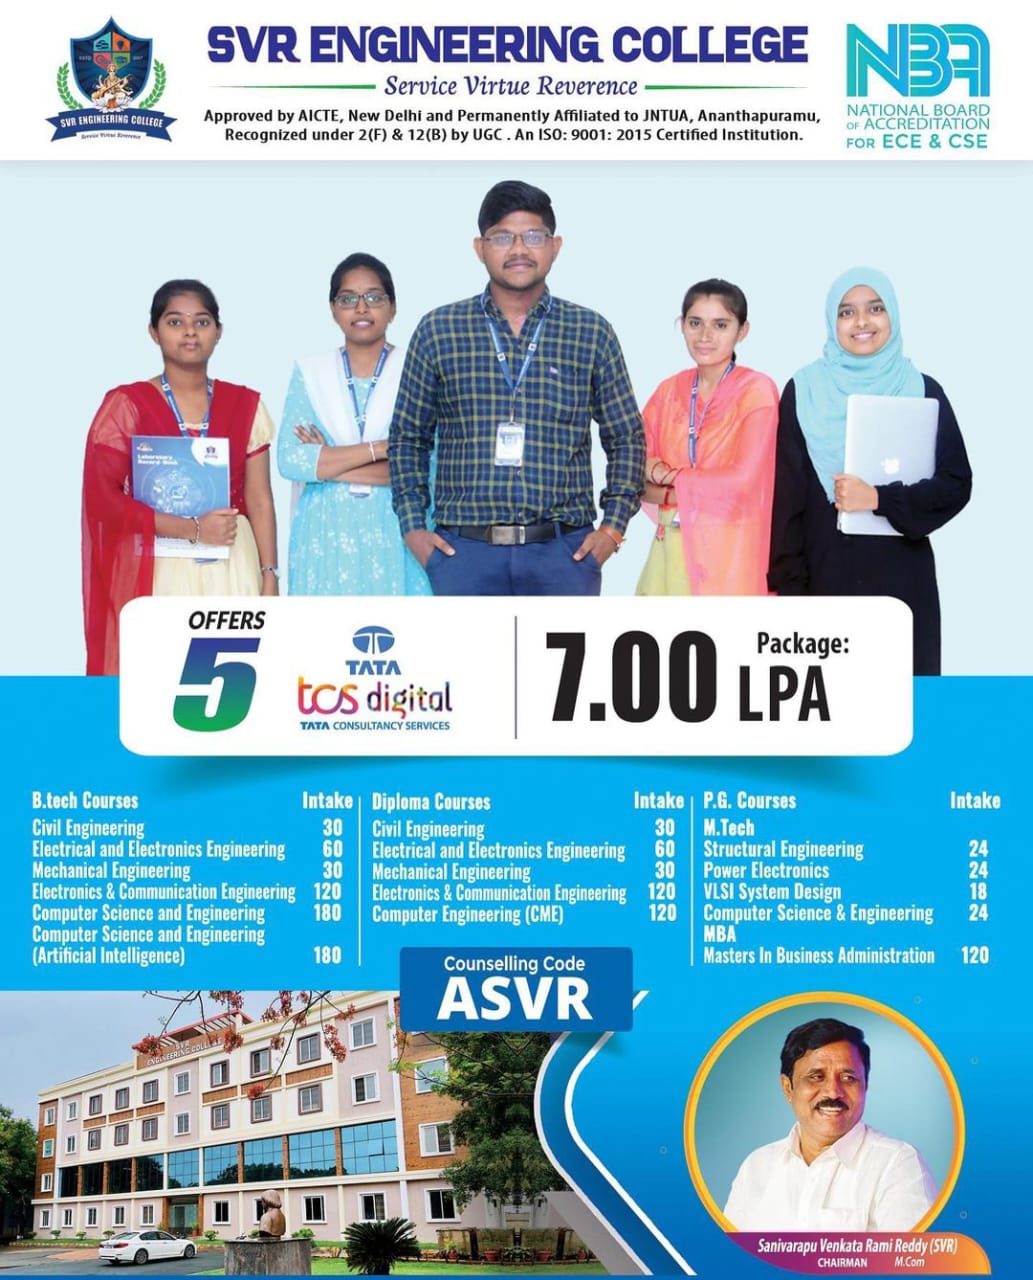 SVR ENGINEERING COLLEGE
Service Virtue Reverence
Approved by AICTE, New Delhi and Permanently Affiliated to JNTUA, Ananthapuramu,
Recognized under 2(F) & 12(B) by UGC . An ISO: 9001: 2015 Certified Institution.
SVR ENGINEERING COLLEGE
Service Virtue Reverence
NBA
NATIONAL BOARD
OF ACCREDITATION
FOR ECE & CSE
Laboratory
Record Book
OFFERS
5
TATA
tcs digital
TATA CONSULTANCY SERVICES
7.00 LPA
Package:
B.tech Courses Intake
Civil Engineering 30
Electrical and Electronics Engineering 60
Mechanical Engineering 30
Electronics & Communication Engineering 120
Computer Science and Engineering 180
Computer Science and Engineering
(Artificial Intelligence) 180
Diploma Courses Intake
Civil Engineering 30
Electrical and Electronics Engineering 60
Mechanical Engineering 30
Electronics & Communication Engineering 120
Computer Engineering (CME) 120
P.G. Courses Intake
M.Tech
Structural Engineering 24
Power Electronics 24
VLSI System Design 18
Computer Science & Engineering 24
MBA
Masters In Business Administration 120
Counselling Code
ASVR
SVR
ENGINEERING COLLEGE
Sanivarapu Venkata Rami Reddy (SVR)
CHAIRMAN M.Com